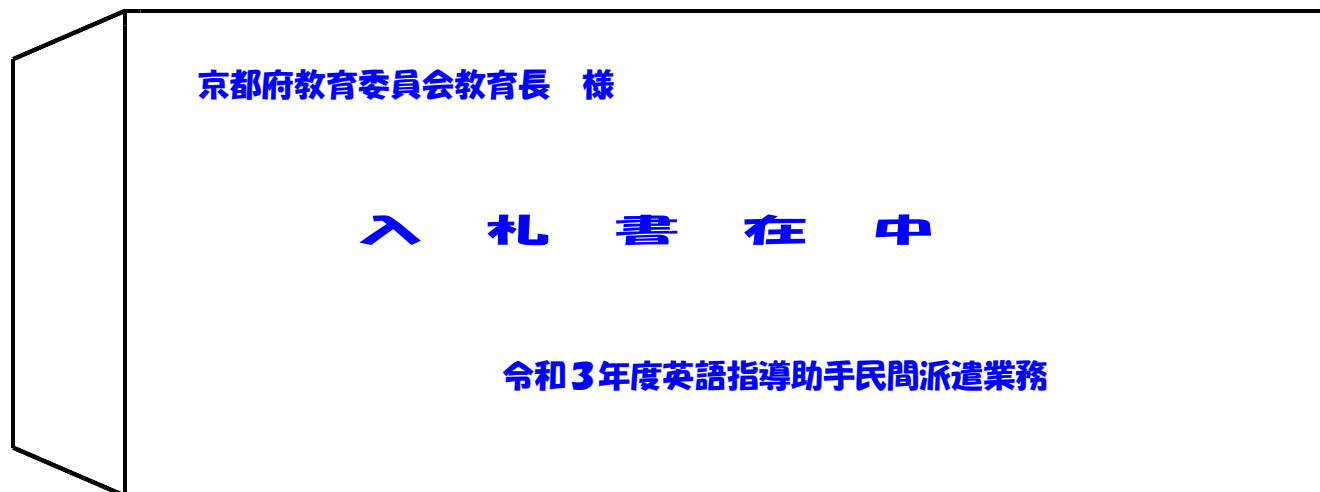 京都府教育委員会教育長　様
入　札　書　在　中
令和３年度英語指導助手民間派遣業務